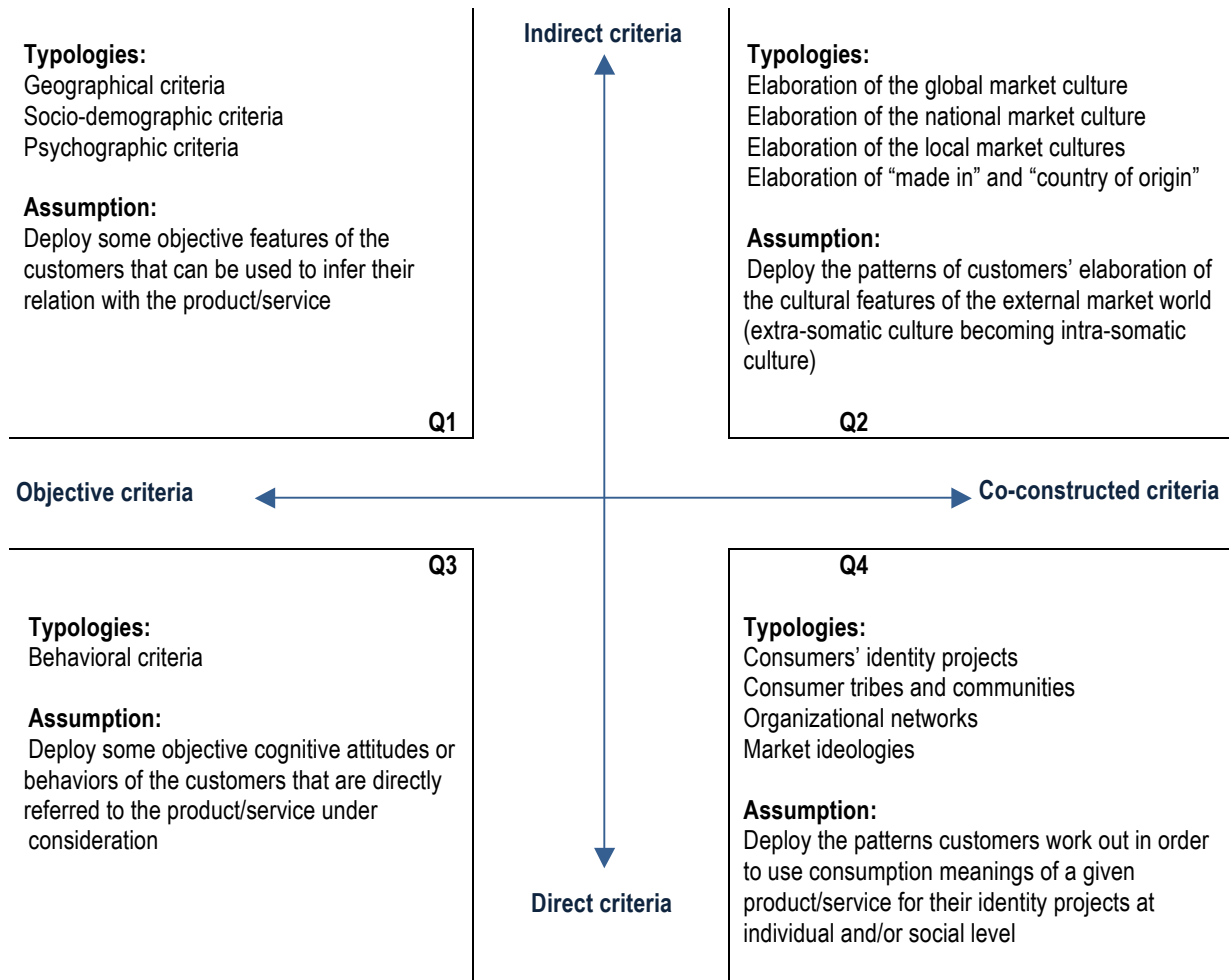 Indirect criteria
Typologies:
Geographical criteria
Socio-demographic criteria
Psychographic criteria
Assumption:
Deploy some objective features of the
customers that can be used to infer their
relation with the product/service
Q1
Typologies:
Elaboration of the global market culture
Elaboration of the national market culture
Elaboration of the local market cultures
Elaboration of “made in” and “country of origin”
Assumption:
Deploy the patterns of customers’ elaboration of
the cultural features of the external market world
(extra-somatic culture becoming intra-somatic
culture)
Q2
Objective criteria
Co-constructed criteria
Q3
Typologies:
Behavioral criteria
Assumption:
Deploy some objective cognitive attitudes or
behaviors of the customers that are directly
referred to the product/service under
consideration
Q4
Typologies:
Consumers’ identity projects
Consumer tribes and communities
Organizational networks
Market ideologies
Assumption:
Deploy the patterns customers work out in order
to use consumption meanings of a given
product/service for their identity projects at
individual and/or social level
Direct criteria